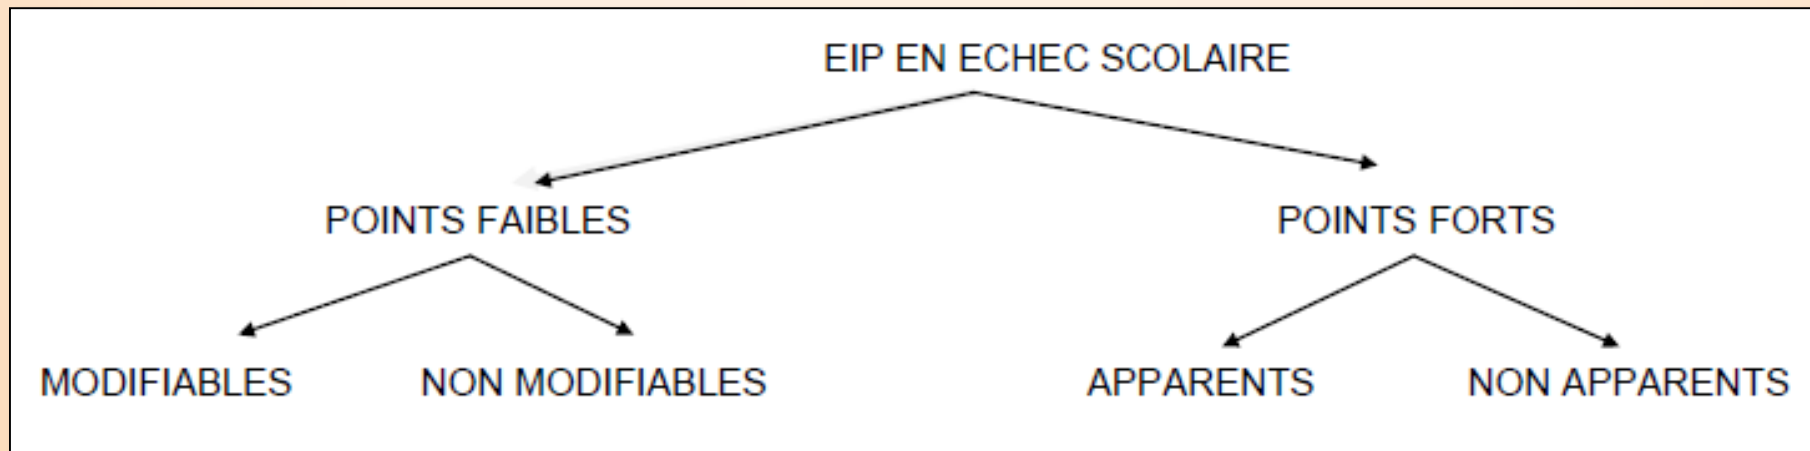 EIP EN ECHEC SCOLAIRE
POINTS FAIBLES
POINTS FORTS
MODIFIABLES
NON MODIFIABLES
APPARENTS
NON APPARENTS